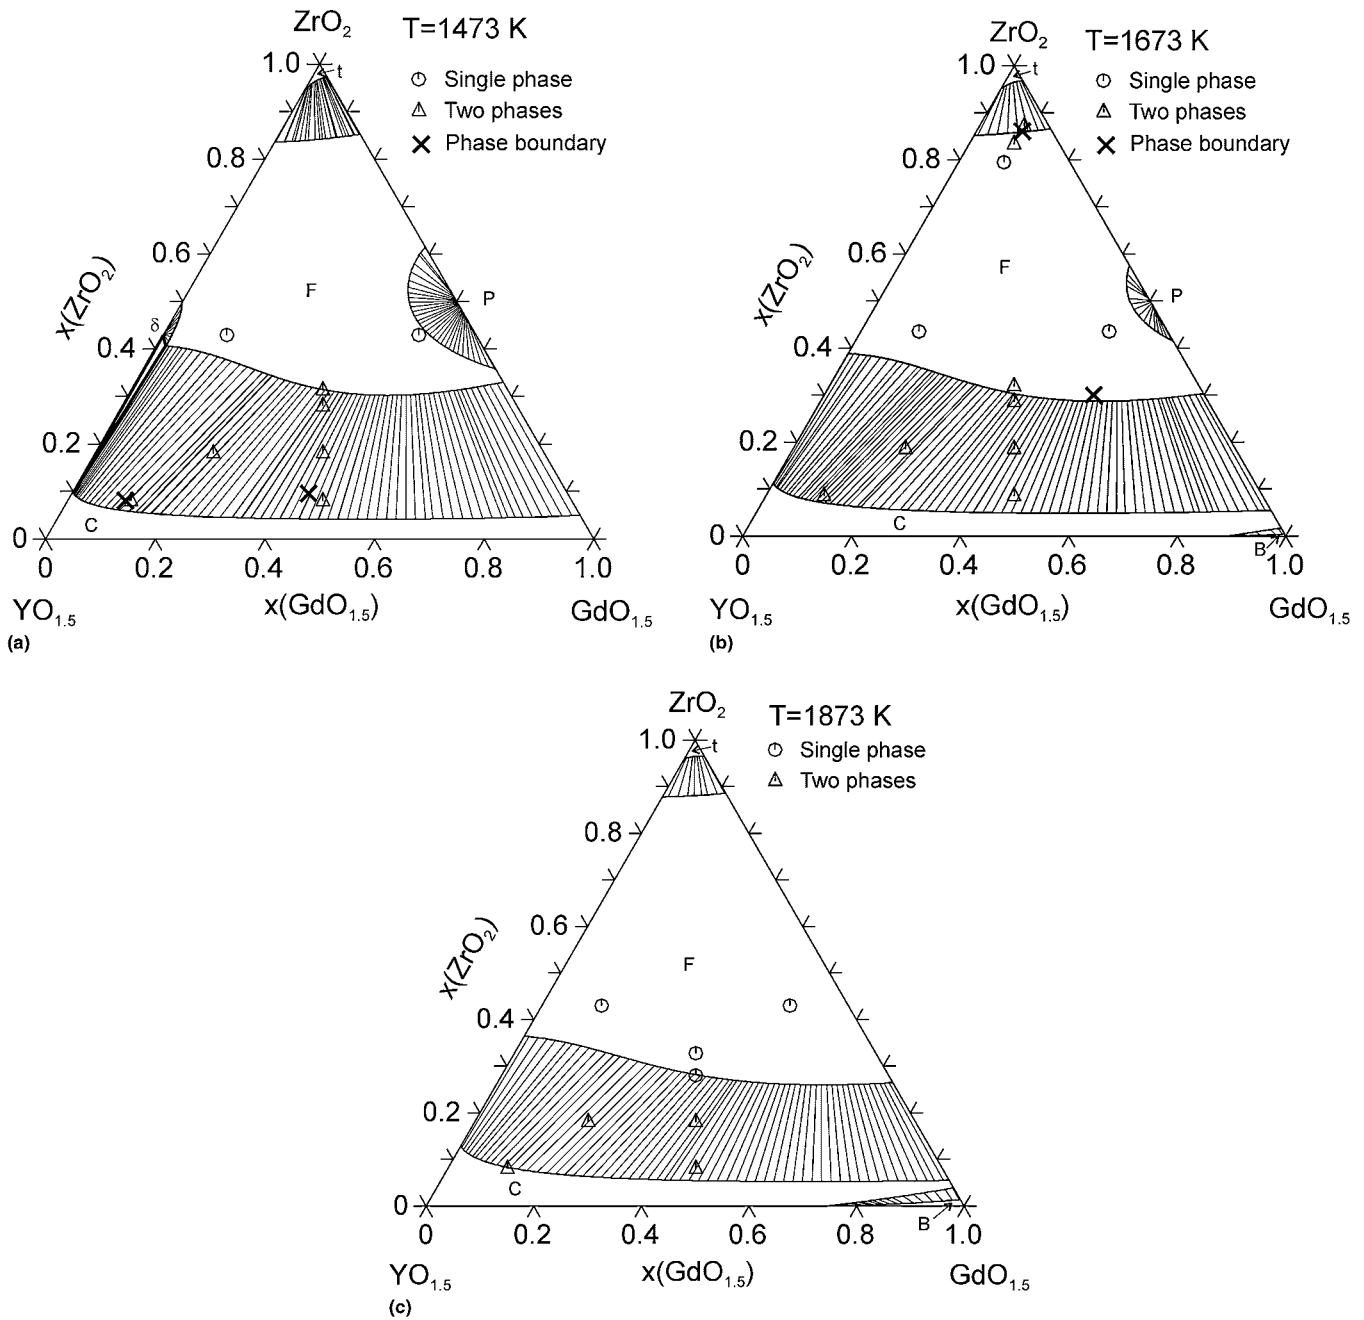 ZrO2
T=1473 K
1.0
t
Single phase
Two phases
Phase boundary
0.8
x(ZrO2)
0.6
F
P
δ
0.4
0.2
C
0
0 0.2 0.4 0.6 0.8 1.0
YO1.5 x(GdO1.5) GdO1.5
(a)
ZrO2
T=1673 K
1.0
t
Single phase
Two phases
Phase boundary
0.8
x(ZrO2)
0.6
F
P
0.4
0.2
C
B
0
0 0.2 0.4 0.6 0.8 1.0
YO1.5 x(GdO1.5) GdO1.5
(b)
ZrO2
T=1873 K
1.0
t
Single phase
Two phases
0.8
x(ZrO2)
0.6
F
0.4
0.2
C
B
0
0 0.2 0.4 0.6 0.8 1.0
YO1.5 x(GdO1.5) GdO1.5
(c)